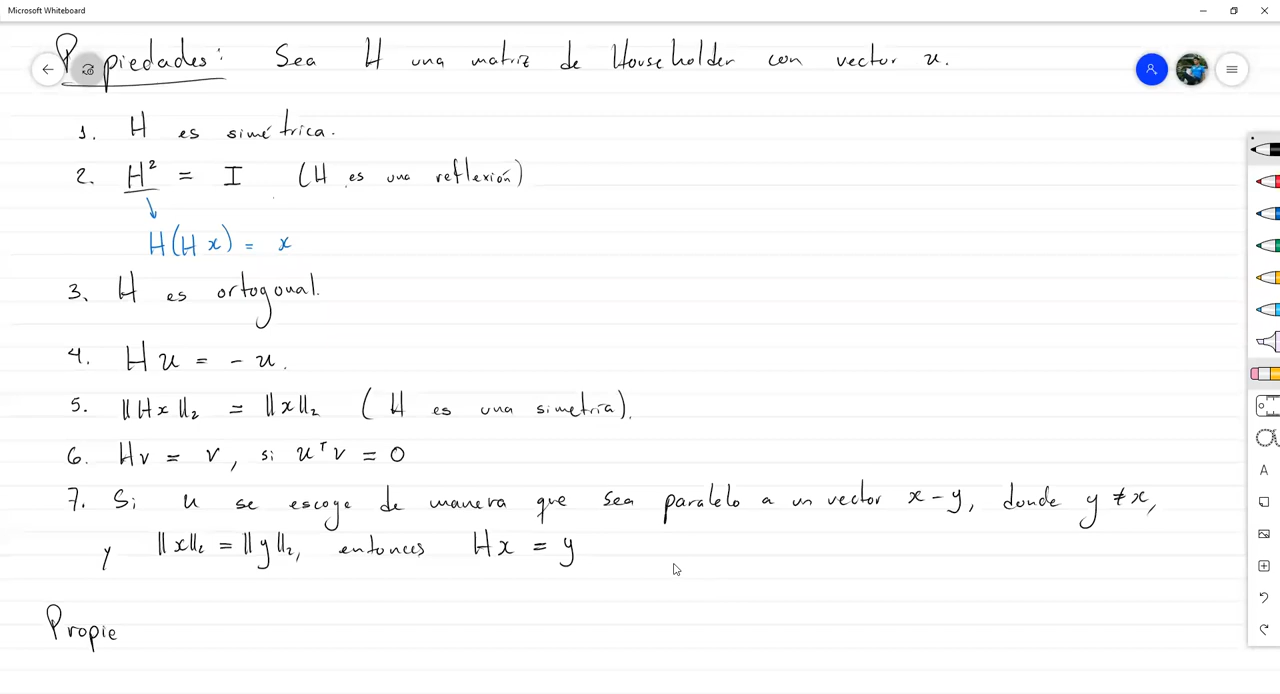 Microsoft Whiteboard
Propiedades: Sea H una matriz de Householder con vector u.
1. H es simétrica.
2. H² = I (H es una reflexión)
H(Hx) = x
3. H es ortogonal.
4. Hu = -u.
5. ||Hx||₂ = ||x||₂ (H es una simetría).
6. Hv = v, si uᵀv = 0
7. Si u se escoge de manera que sea paralelo a un vector x-y, donde y ≠ x,
y ||x||₂ = ||y||₂, entonces Hx = y
Propie
A